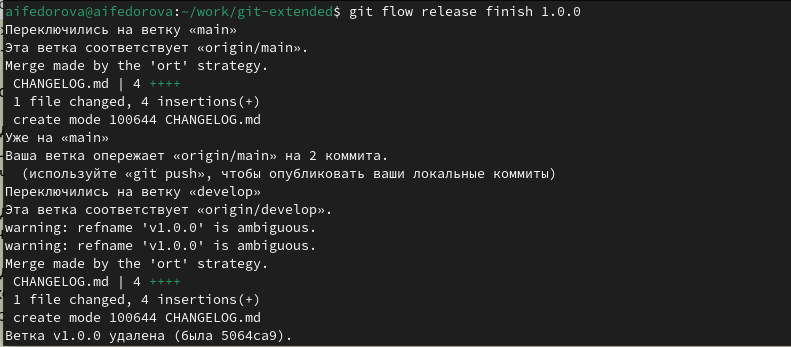 aifedorova@aifedorova:~/work/git-extended$ git flow release finish 1.0.0
Переключились на ветку «main»
Эта ветка соответствует «origin/main».
Merge made by the 'ort' strategy.
 CHANGELOG.md | 4 ++++
 1 file changed, 4 insertions(+)
 create mode 100644 CHANGELOG.md
Уже на «main»
Ваша ветка опережает «origin/main» на 2 коммита.
  (используйте «git push», чтобы опубликовать ваши локальные коммиты)
Переключились на ветку «develop»
Эта ветка соответствует «origin/develop».
warning: refname 'v1.0.0' is ambiguous.
warning: refname 'v1.0.0' is ambiguous.
Merge made by the 'ort' strategy.
 CHANGELOG.md | 4 ++++
 1 file changed, 4 insertions(+)
 create mode 100644 CHANGELOG.md
Ветка v1.0.0 удалена (была 5064ca9).